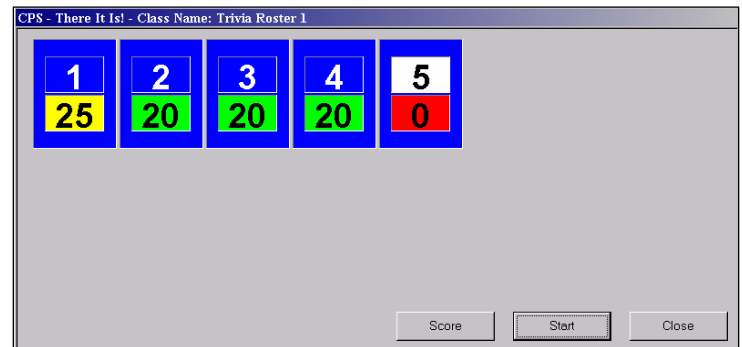 CPS - There It Is! - Class Name: Trivia Roster 1
1 2 3 4 5
25 20 20 20 0
Score Start Close